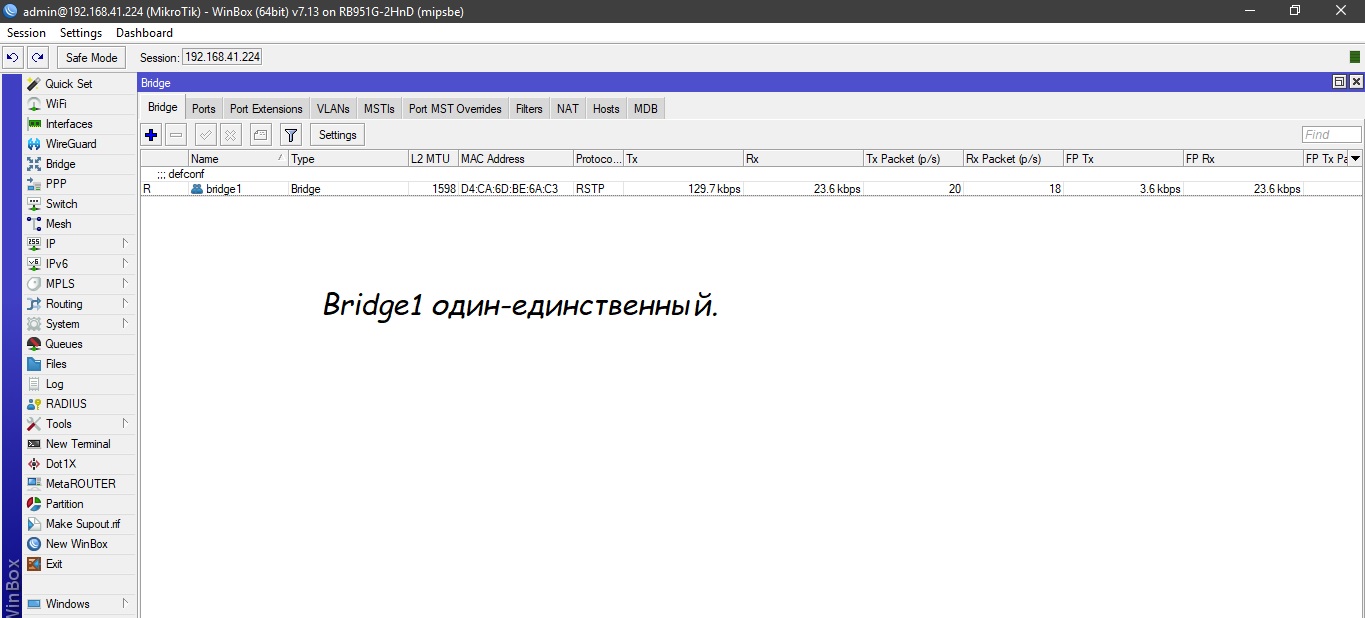 admin@192.168.41.224 (MikroTik) - WinBox (64bit) v7.13 on RB951G-2HnD (mipsbe)
Session Settings Dashboard
Safe Mode Session: 192.168.41.224
Quick Set
WiFi
Interfaces
WireGuard
Bridge
PPP
Switch
Mesh
IP
IPv6
MPLS
Routing
System
Queues
Files
Log
RADIUS
Tools
New Terminal
Dot1X
MetaROUTER
Partition
Make Supout.rif
New WinBox
Exit
Windows
WinBox
Bridge
Bridge Ports Port Extensions VLANs MSTIs Port MST Overrides Filters NAT Hosts MDB
Settings Find
Name Type L2 MTU MAC Address Protoco... Tx Rx Tx Packet (p/s) Rx Packet (p/s) FP Tx FP Rx FP Tx Pa
;;; defconf
R bridge1 Bridge 1598 D4:CA:6D:BE:6A:C3 RSTP 129.7 kbps 23.6 kbps 20 18 3.6 kbps 23.6 kbps
Bridge1 один-единственный.